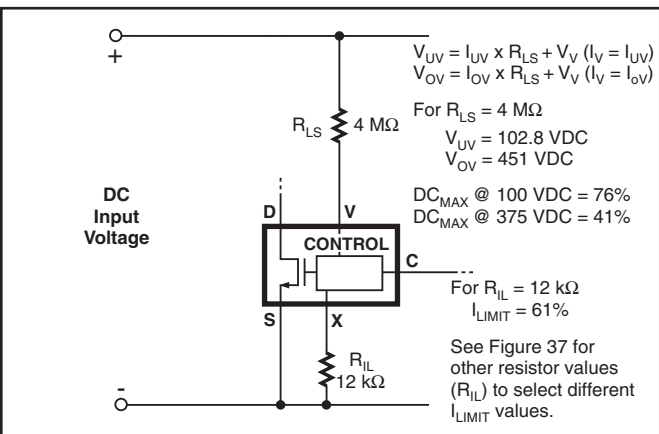 +
V_UV = I_UV x R_LS + V_V (I_V = I_UV)
V_OV = I_OV x R_LS + V_V (I_V = I_oV)
R_LS 4 MΩ
For R_LS = 4 MΩ
V_UV = 102.8 VDC
V_OV = 451 VDC
DC_MAX @ 100 VDC = 76%
DC_MAX @ 375 VDC = 41%
DC
Input
Voltage
D V
CONTROL
C
S X
For R_IL = 12 kΩ
I_LIMIT = 61%
R_IL
12 kΩ
See Figure 37 for
other resistor values
(R_IL) to select different
I_LIMIT values.
-